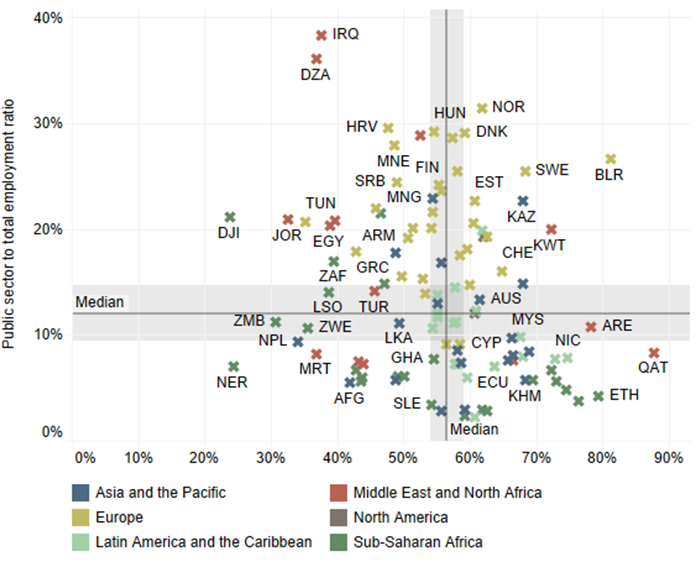 40%
IRQ
DZA
Public sector to total employment ratio
30%
HRV
HUN
NOR
DNK
MNE
FIN
SRB
MNG
EST
SWE
BLR
20%
DJI
TUN
JOR
EGY
ARM
KAZ
KWT
CHE
ZAF
GRC
LSO
TUR
AUS
Median
10%
ZMB
ZWE
NPL
LKA
MYS
ARE
CYP
NIC
QAT
NER
MRT
GHA
AFG
ECU
KHM
ETH
SLE
0%
Median
0% 10% 20% 30% 40% 50% 60% 70% 80% 90%
Asia and the Pacific
Middle East and North Africa
Europe
North America
Latin America and the Caribbean
Sub-Saharan Africa